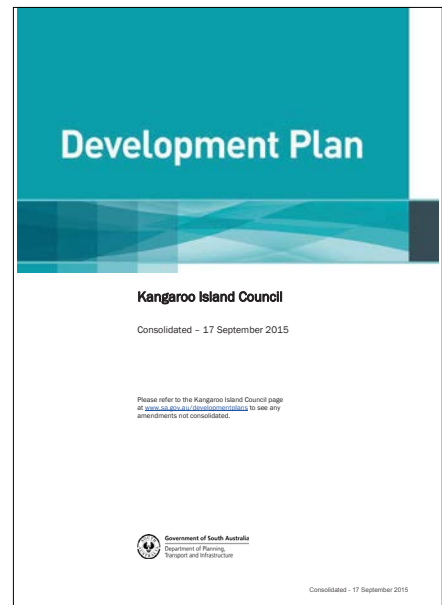 Development Plan
Kangaroo Island Council
Consolidated – 17 September 2015
Please refer to the Kangaroo Island Council page
at www.sa.gov.au/developmentplans to see any
amendments not consolidated.
Government of South Australia
Department of Planning,
Transport and Infrastructure
Consolidated - 17 September 2015